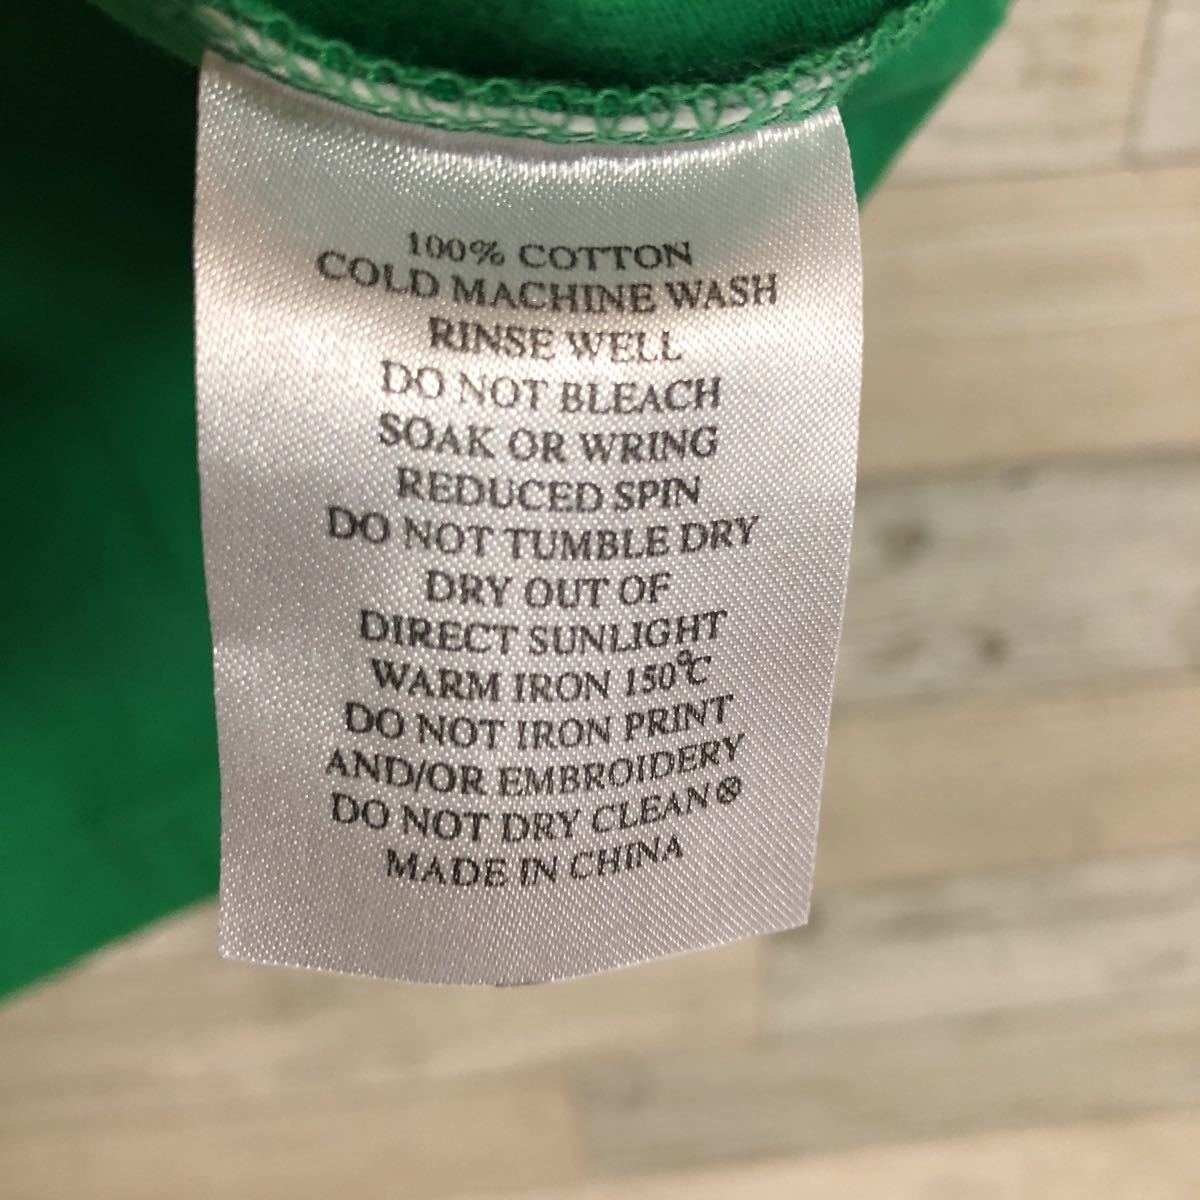 100% COTTON
COLD MACHINE WASH
RINSE WELL
DO NOT BLEACH
SOAK OR WRING
REDUCED SPIN
DO NOT TUMBLE DRY
DRY OUT OF
DIRECT SUNLIGHT
WARM IRON 150℃
DO NOT IRON PRINT
AND/OR EMBROIDERY
DO NOT DRY CLEAN⊗
MADE IN CHINA